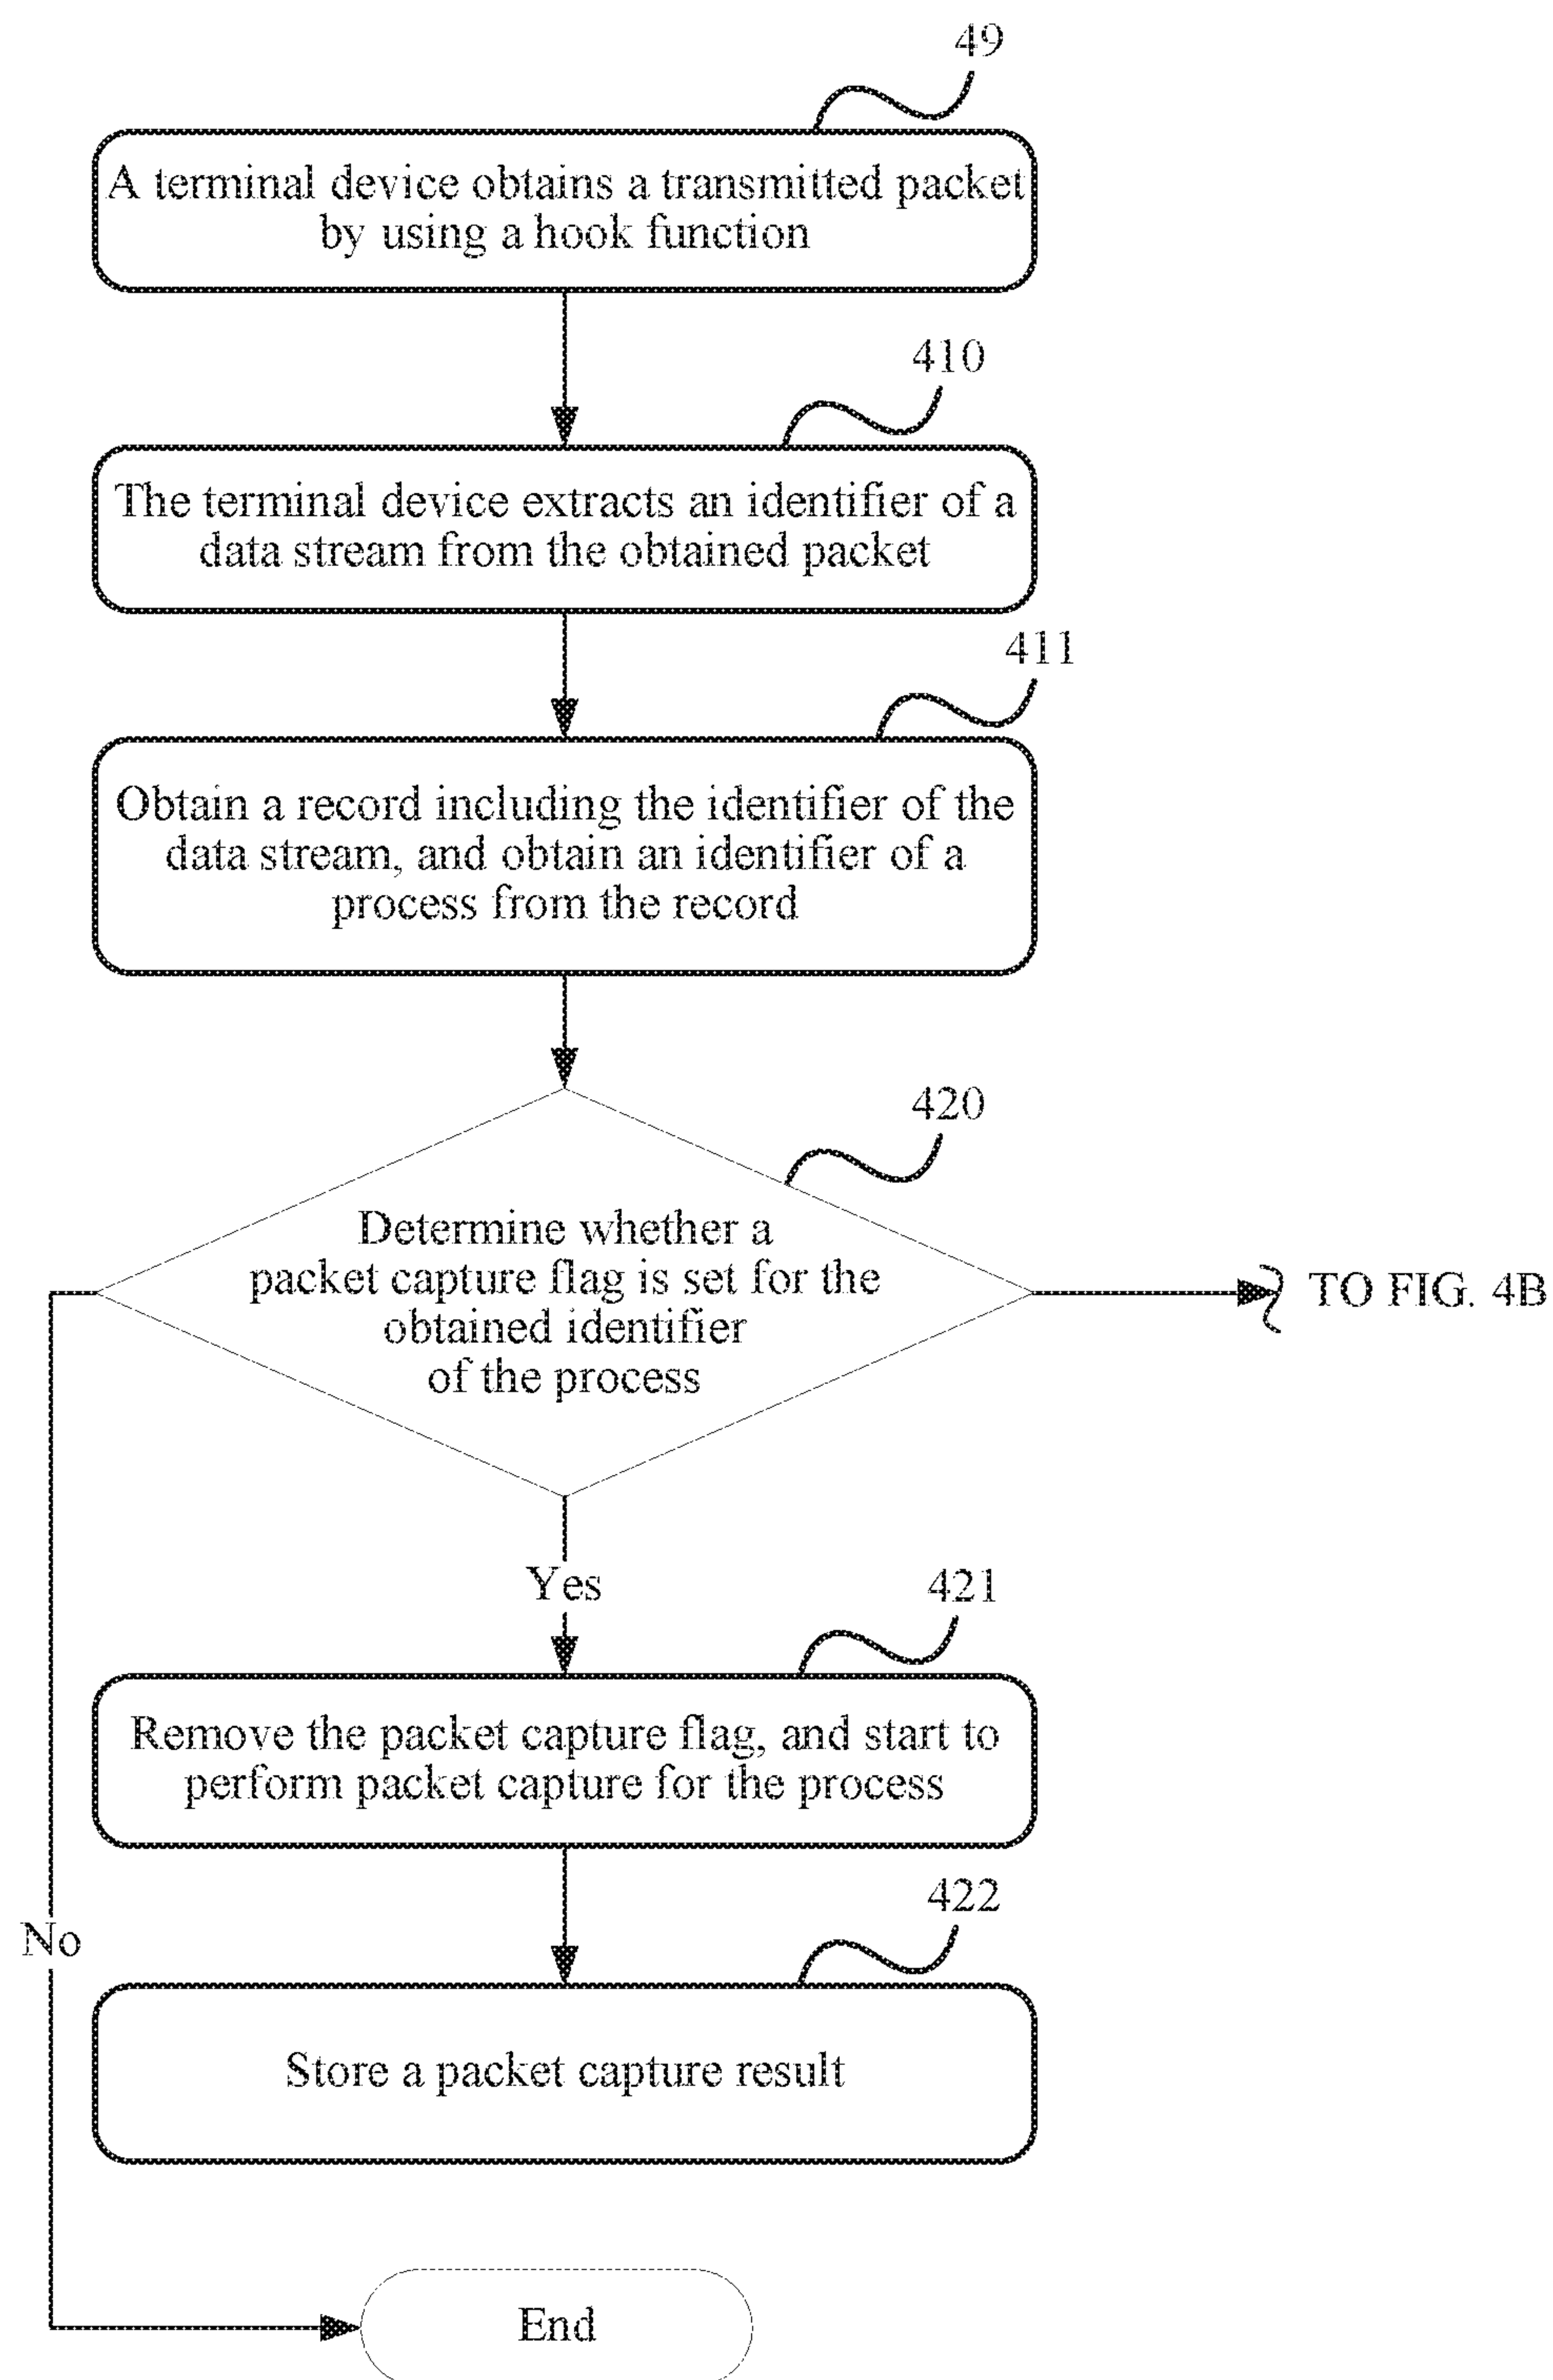 49
A terminal device obtains a transmitted packet
by using a hook function
410
The terminal device extracts an identifier of a
data stream from the obtained packet
411
Obtain a record including the identifier of the
data stream, and obtain an identifier of a
process from the record
420
Determine whether a
packet capture flag is set for the
obtained identifier
of the process
TO FIG. 4B
Yes
421
Remove the packet capture flag, and start to
perform packet capture for the process
422
No
Store a packet capture result
End